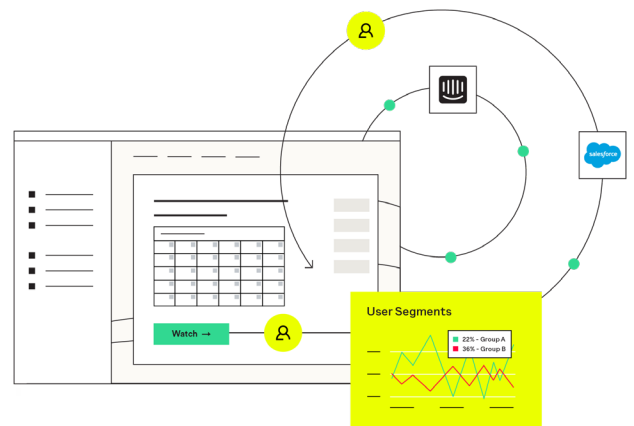 salesforce
User Segments
22% - Group A
36% - Group B
Watch →